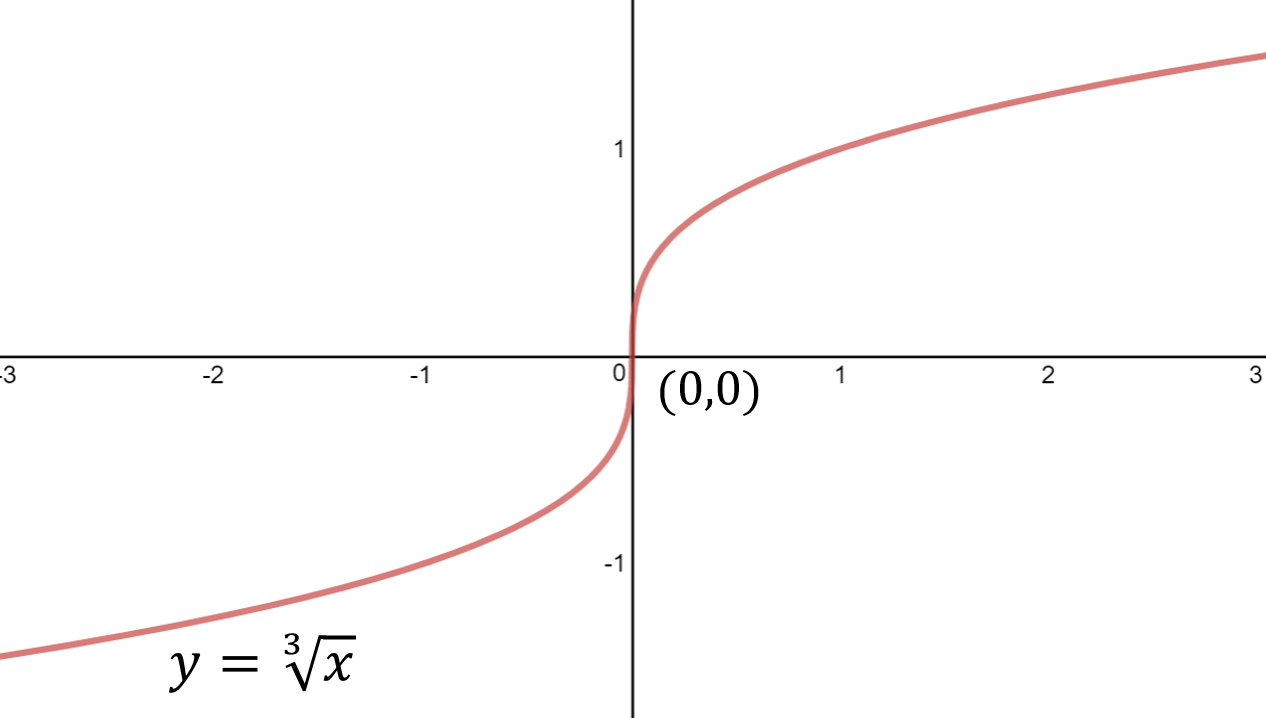 1
-3 -2 -1 0 1 2 3
(0,0)
-1
y = ∛x